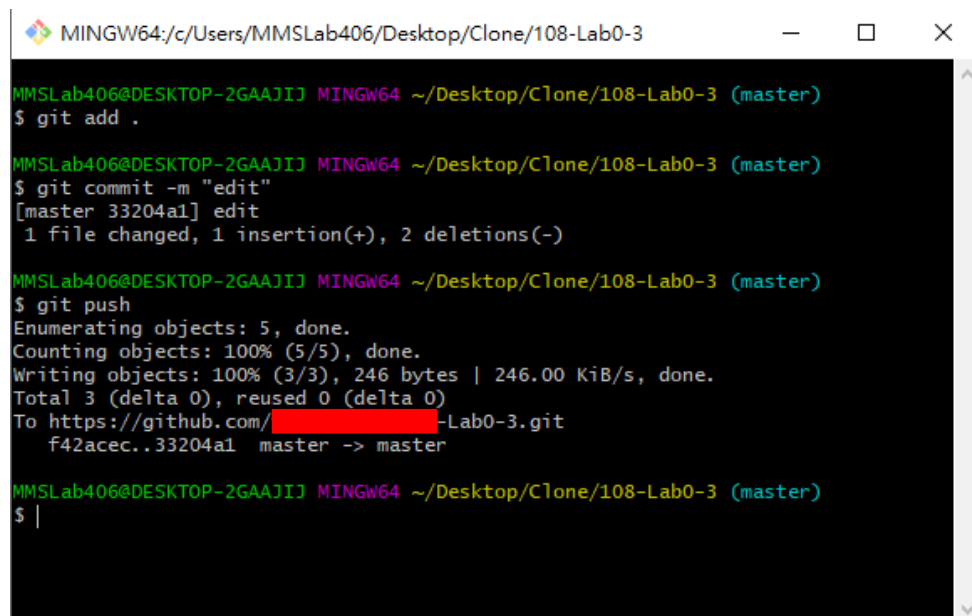 MINGW64:/c/Users/MMSLab406/Desktop/Clone/108-Lab0-3
MMSLab406@DESKTOP-2GAAJIJ MINGW64 ~/Desktop/Clone/108-Lab0-3 (master)
$ git add .
MMSLab406@DESKTOP-2GAAJIJ MINGW64 ~/Desktop/Clone/108-Lab0-3 (master)
$ git commit -m "edit"
[master 33204a1] edit
1 file changed, 1 insertion(+), 2 deletions(-)
MMSLab406@DESKTOP-2GAAJIJ MINGW64 ~/Desktop/Clone/108-Lab0-3 (master)
$ git push
Enumerating objects: 5, done.
Counting objects: 100% (5/5), done.
Writing objects: 100% (3/3), 246 bytes | 246.00 KiB/s, done.
Total 3 (delta 0), reused 0 (delta 0)
To https://github.com/-Lab0-3.git
f42acec..33204a1  master -> master
MMSLab406@DESKTOP-2GAAJIJ MINGW64 ~/Desktop/Clone/108-Lab0-3 (master)
$